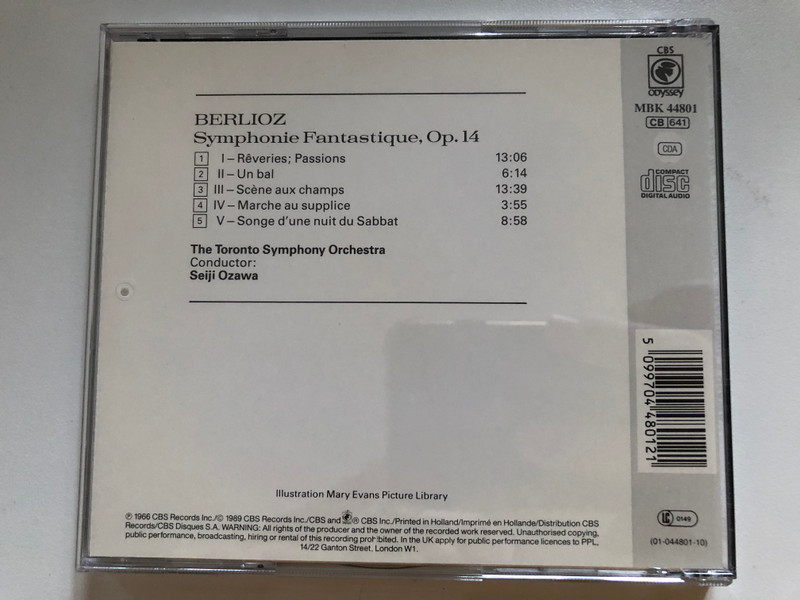 BERLIOZ
Symphonie Fantastique, Op. 14
1 I – Rêveries; Passions 13:06
2 II – Un bal 6:14
3 III – Scène aux champs 13:39
4 IV – Marche au supplice 3:55
5 V – Songe d'une nuit du Sabbat 8:58
The Toronto Symphony Orchestra
Conductor:
Seiji Ozawa
Illustration Mary Evans Picture Library
℗ 1966 CBS Records Inc./© 1989 CBS Records Inc./CBS and ® CBS Inc./Printed in Holland/Imprimé en Hollande/Distribution CBS
Records/CBS Disques S.A. WARNING: All rights of the producer and the owner of the recorded work reserved. Unauthorised copying,
public performance, broadcasting, hiring or rental of this recording prohibited. In the UK apply for public performance licences to PPL,
14/22 Ganton Street, London W1.
CBS
ODYSSEY
MBK 44801
CB 641
CDA
COMPACT
disc
DIGITAL AUDIO
5 099704 480121
LC 0149
(01-044801-10)